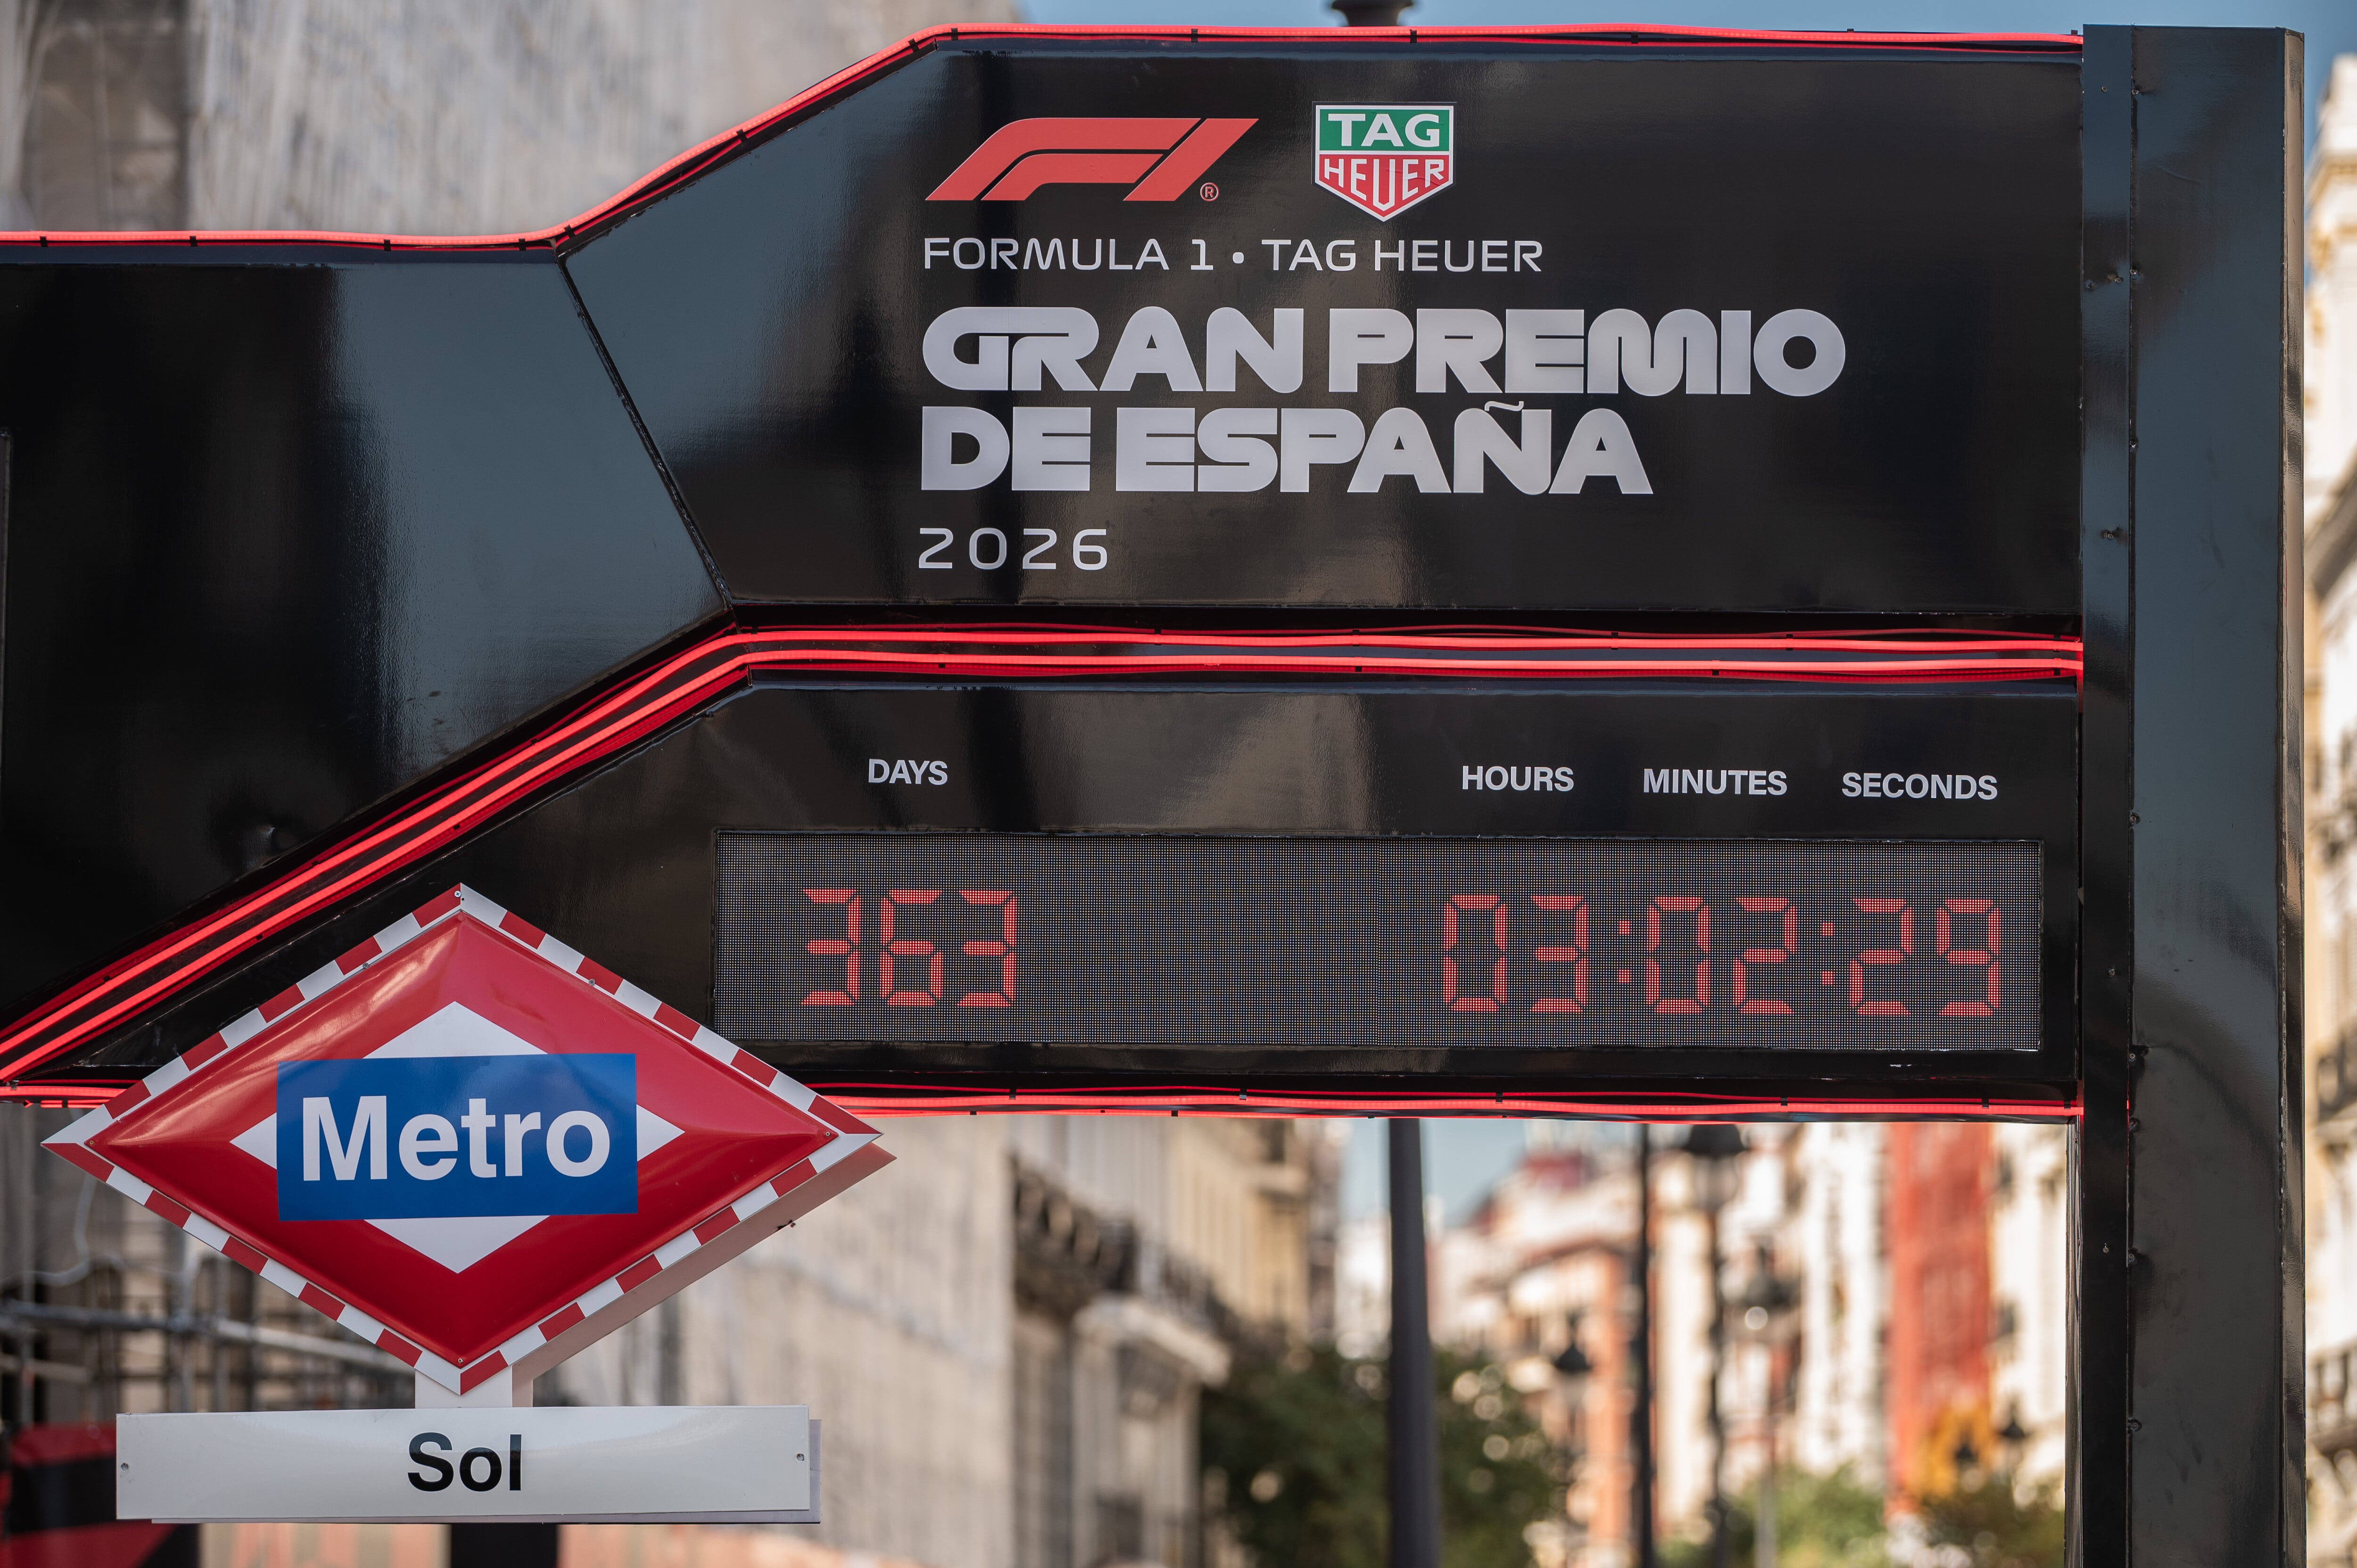 F1®
TAG
HEUER
FORMULA 1 • TAG HEUER
GRAN PREMIO
DE ESPAÑA
2026
DAYS HOURS MINUTES SECONDS
363 03:02:29
Metro
Sol